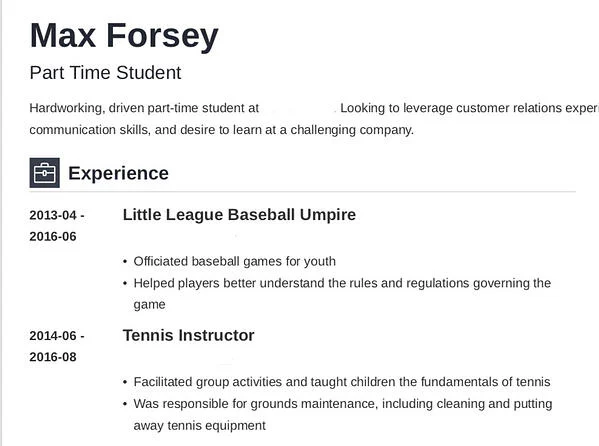 Max Forsey
Part Time Student
Hardworking, driven part-time student at . Looking to leverage customer relations
communication skills, and desire to learn at a challenging company.
Experience
2013-04 - Little League Baseball Umpire
2016-06
• Officiated baseball games for youth
• Helped players better understand the rules and regulations governing the
game
2014-06 - Tennis Instructor
2016-08
• Facilitated group activities and taught children the fundamentals of tennis
• Was responsible for grounds maintenance, including cleaning and putting
away tennis equipment